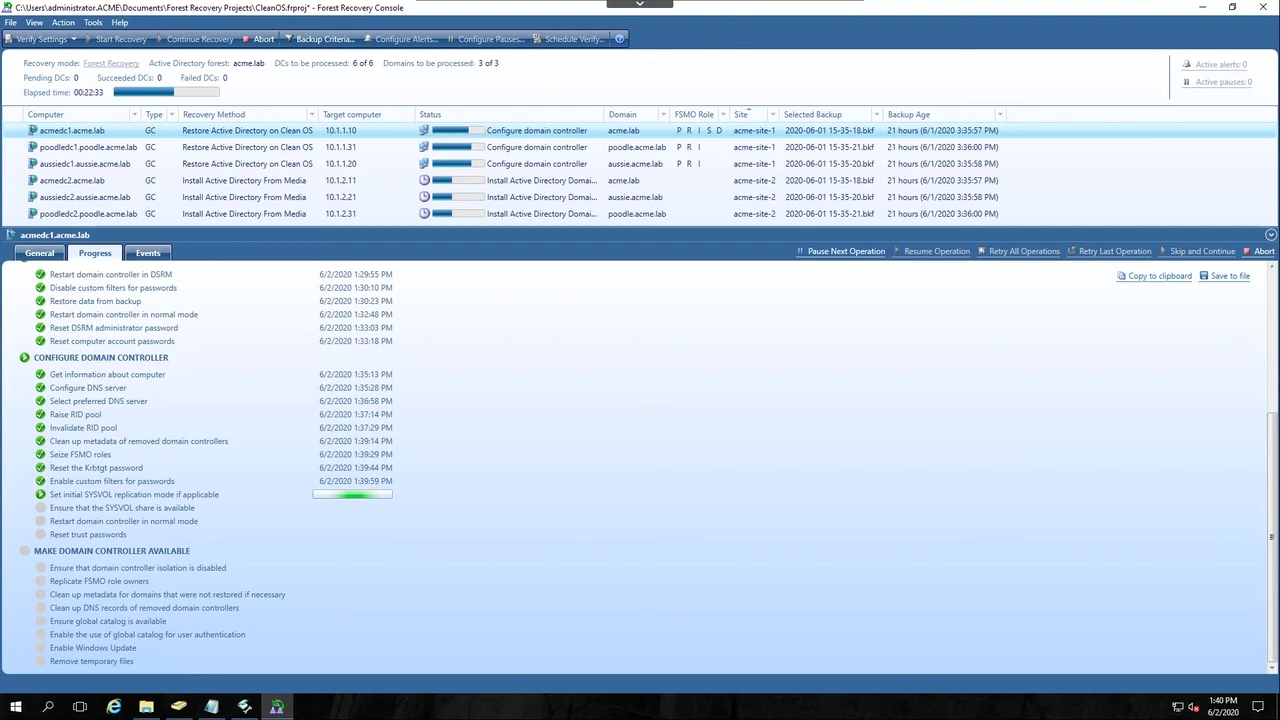 C:\Users\administrator.ACME\Documents\Forest Recovery Projects\CleanOS.frproj* - Forest Recovery Console
File View Action Tools Help
Verify Settings Start Recovery Continue Recovery Abort Backup Criteria... Configure Alerts... Configure Pauses... Schedule Verify...
Recovery mode: Forest Recovery Active Directory forest: acme.lab DCs to be processed: 6 of 6 Domains to be processed: 3 of 3
Active alerts: 0
Pending DCs: 0 Succeeded DCs: 0 Failed DCs: 0
Active pauses: 0
Elapsed time: 00:22:33
Computer Type Recovery Method Target computer Status Domain FSMO Role Site Selected Backup Backup Age
acmedc1.acme.lab GC Restore Active Directory on Clean OS 10.1.1.10 Configure domain controller acme.lab P R I S D acme-site-1 2020-06-01 15-35-18.bkf 21 hours (6/1/2020 3:35:57 PM)
poodledc1.poodle.acme.lab GC Restore Active Directory on Clean OS 10.1.1.31 Configure domain controller poodle.acme.lab P R I acme-site-1 2020-06-01 15-35-21.bkf 21 hours (6/1/2020 3:36:00 PM)
aussiedc1.aussie.acme.lab GC Restore Active Directory on Clean OS 10.1.1.20 Configure domain controller aussie.acme.lab P R I acme-site-1 2020-06-01 15-35-20.bkf 21 hours (6/1/2020 3:35:58 PM)
acmedc2.acme.lab GC Install Active Directory From Media 10.1.2.11 Install Active Directory Domai... acme.lab acme-site-2 2020-06-01 15-35-18.bkf 21 hours (6/1/2020 3:35:57 PM)
aussiedc2.aussie.acme.lab GC Install Active Directory From Media 10.1.2.21 Install Active Directory Domai... aussie.acme.lab acme-site-2 2020-06-01 15-35-20.bkf 21 hours (6/1/2020 3:35:58 PM)
poodledc2.poodle.acme.lab GC Install Active Directory From Media 10.1.2.31 Install Active Directory Domai... poodle.acme.lab acme-site-2 2020-06-01 15-35-21.bkf 21 hours (6/1/2020 3:36:00 PM)
acmedc1.acme.lab
General Progress Events Pause Next Operation Resume Operation Retry All Operations Retry Last Operation Skip and Continue Abort
Copy to clipboard Save to file
Restart domain controller in DSRM 6/2/2020 1:29:55 PM
Disable custom filters for passwords 6/2/2020 1:30:10 PM
Restore data from backup 6/2/2020 1:30:23 PM
Restart domain controller in normal mode 6/2/2020 1:32:48 PM
Reset DSRM administrator password 6/2/2020 1:33:03 PM
Reset computer account passwords 6/2/2020 1:33:18 PM
CONFIGURE DOMAIN CONTROLLER
Get information about computer 6/2/2020 1:35:13 PM
Configure DNS server 6/2/2020 1:35:28 PM
Select preferred DNS server 6/2/2020 1:36:58 PM
Raise RID pool 6/2/2020 1:37:14 PM
Invalidate RID pool 6/2/2020 1:37:29 PM
Clean up metadata of removed domain controllers 6/2/2020 1:39:14 PM
Seize FSMO roles 6/2/2020 1:39:29 PM
Reset the Krbtgt password 6/2/2020 1:39:44 PM
Enable custom filters for passwords 6/2/2020 1:39:59 PM
Set initial SYSVOL replication mode if applicable
Ensure that the SYSVOL share is available
Restart domain controller in normal mode
Reset trust passwords
MAKE DOMAIN CONTROLLER AVAILABLE
Ensure that domain controller isolation is disabled
Replicate FSMO role owners
Clean up metadata for domains that were not restored if necessary
Clean up DNS records of removed domain controllers
Ensure global catalog is available
Enable the use of global catalog for user authentication
Enable Windows Update
Remove temporary files
1:40 PM
6/2/2020